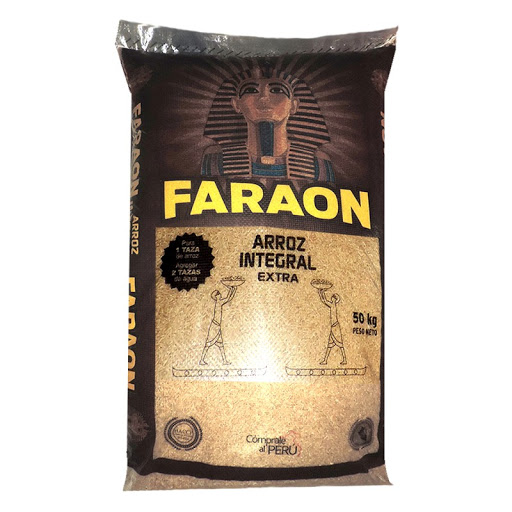 FARAON
ARROZ
INTEGRAL
EXTRA
Para
1 TAZA
de arroz
Agregar
2 TAZAS
de agua
50 kg
PESO NETO
Cómprale
al PERÚ
FARAON
ARROZ
FARAON